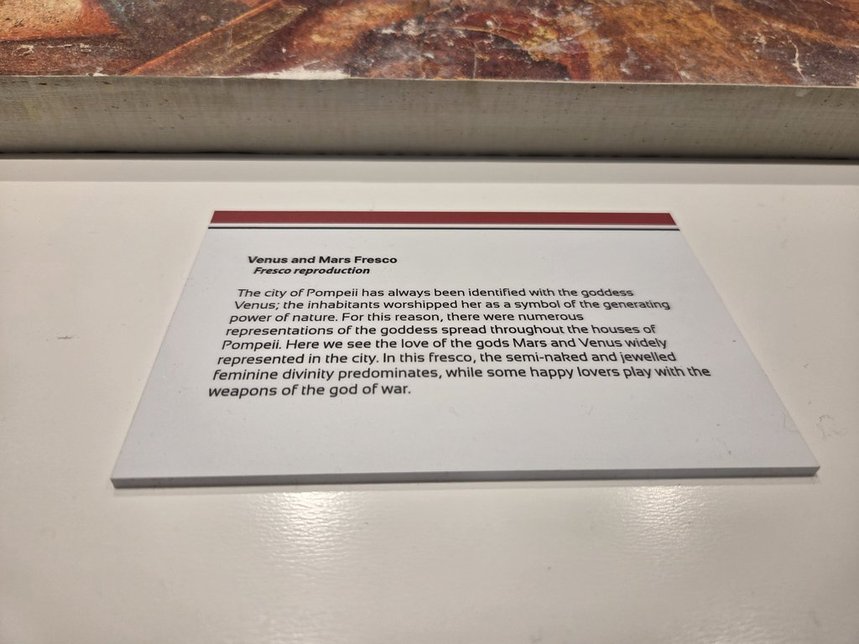 Venus and Mars Fresco
Fresco reproduction
The city of Pompeii has always been identified with the goddess
Venus; the inhabitants worshipped her as a symbol of the generating
power of nature. For this reason, there were numerous
representations of the goddess spread throughout the houses of
Pompeii. Here we see the love of the gods Mars and Venus widely
represented in the city. In this fresco, the semi-naked and jewelled
feminine divinity predominates, while some happy lovers play with the
weapons of the god of war.